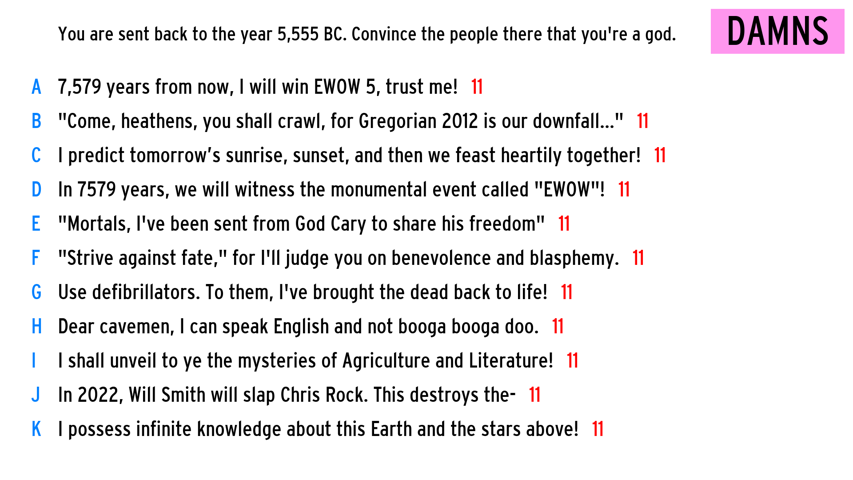 You are sent back to the year 5,555 BC. Convince the people there that you're a god.
DAMNS
A 7,579 years from now, I will win EWOW 5, trust me! 11
B "Come, heathens, you shall crawl, for Gregorian 2012 is our downfall..." 11
C I predict tomorrow’s sunrise, sunset, and then we feast heartily together! 11
D In 7579 years, we will witness the monumental event called "EWOW"! 11
E "Mortals, I've been sent from God Cary to share his freedom" 11
F "Strive against fate," for I'll judge you on benevolence and blasphemy. 11
G Use defibrillators. To them, I've brought the dead back to life! 11
H Dear cavemen, I can speak English and not booga booga doo. 11
I I shall unveil to ye the mysteries of Agriculture and Literature! 11
J In 2022, Will Smith will slap Chris Rock. This destroys the- 11
K I possess infinite knowledge about this Earth and the stars above! 11